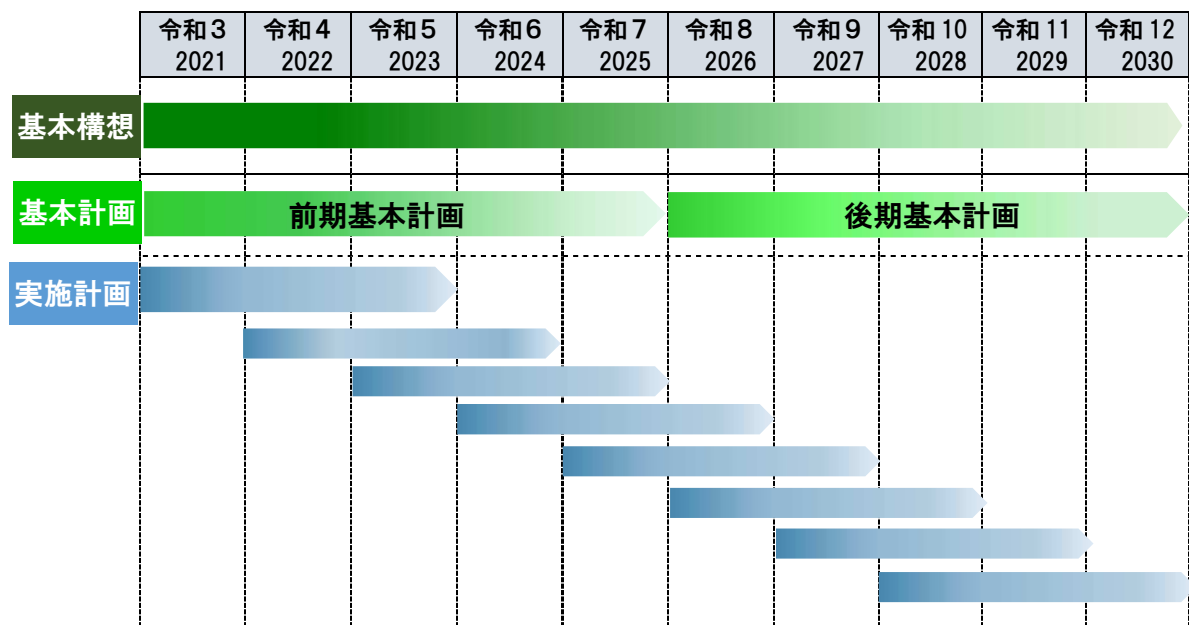 令和３ 令和４ 令和５ 令和６ 令和７ 令和８ 令和９ 令和 10 令和 11 令和 12
2021 2022 2023 2024 2025 2026 2027 2028 2029 2030
基本構想
基本計画 前期基本計画 後期基本計画
実施計画